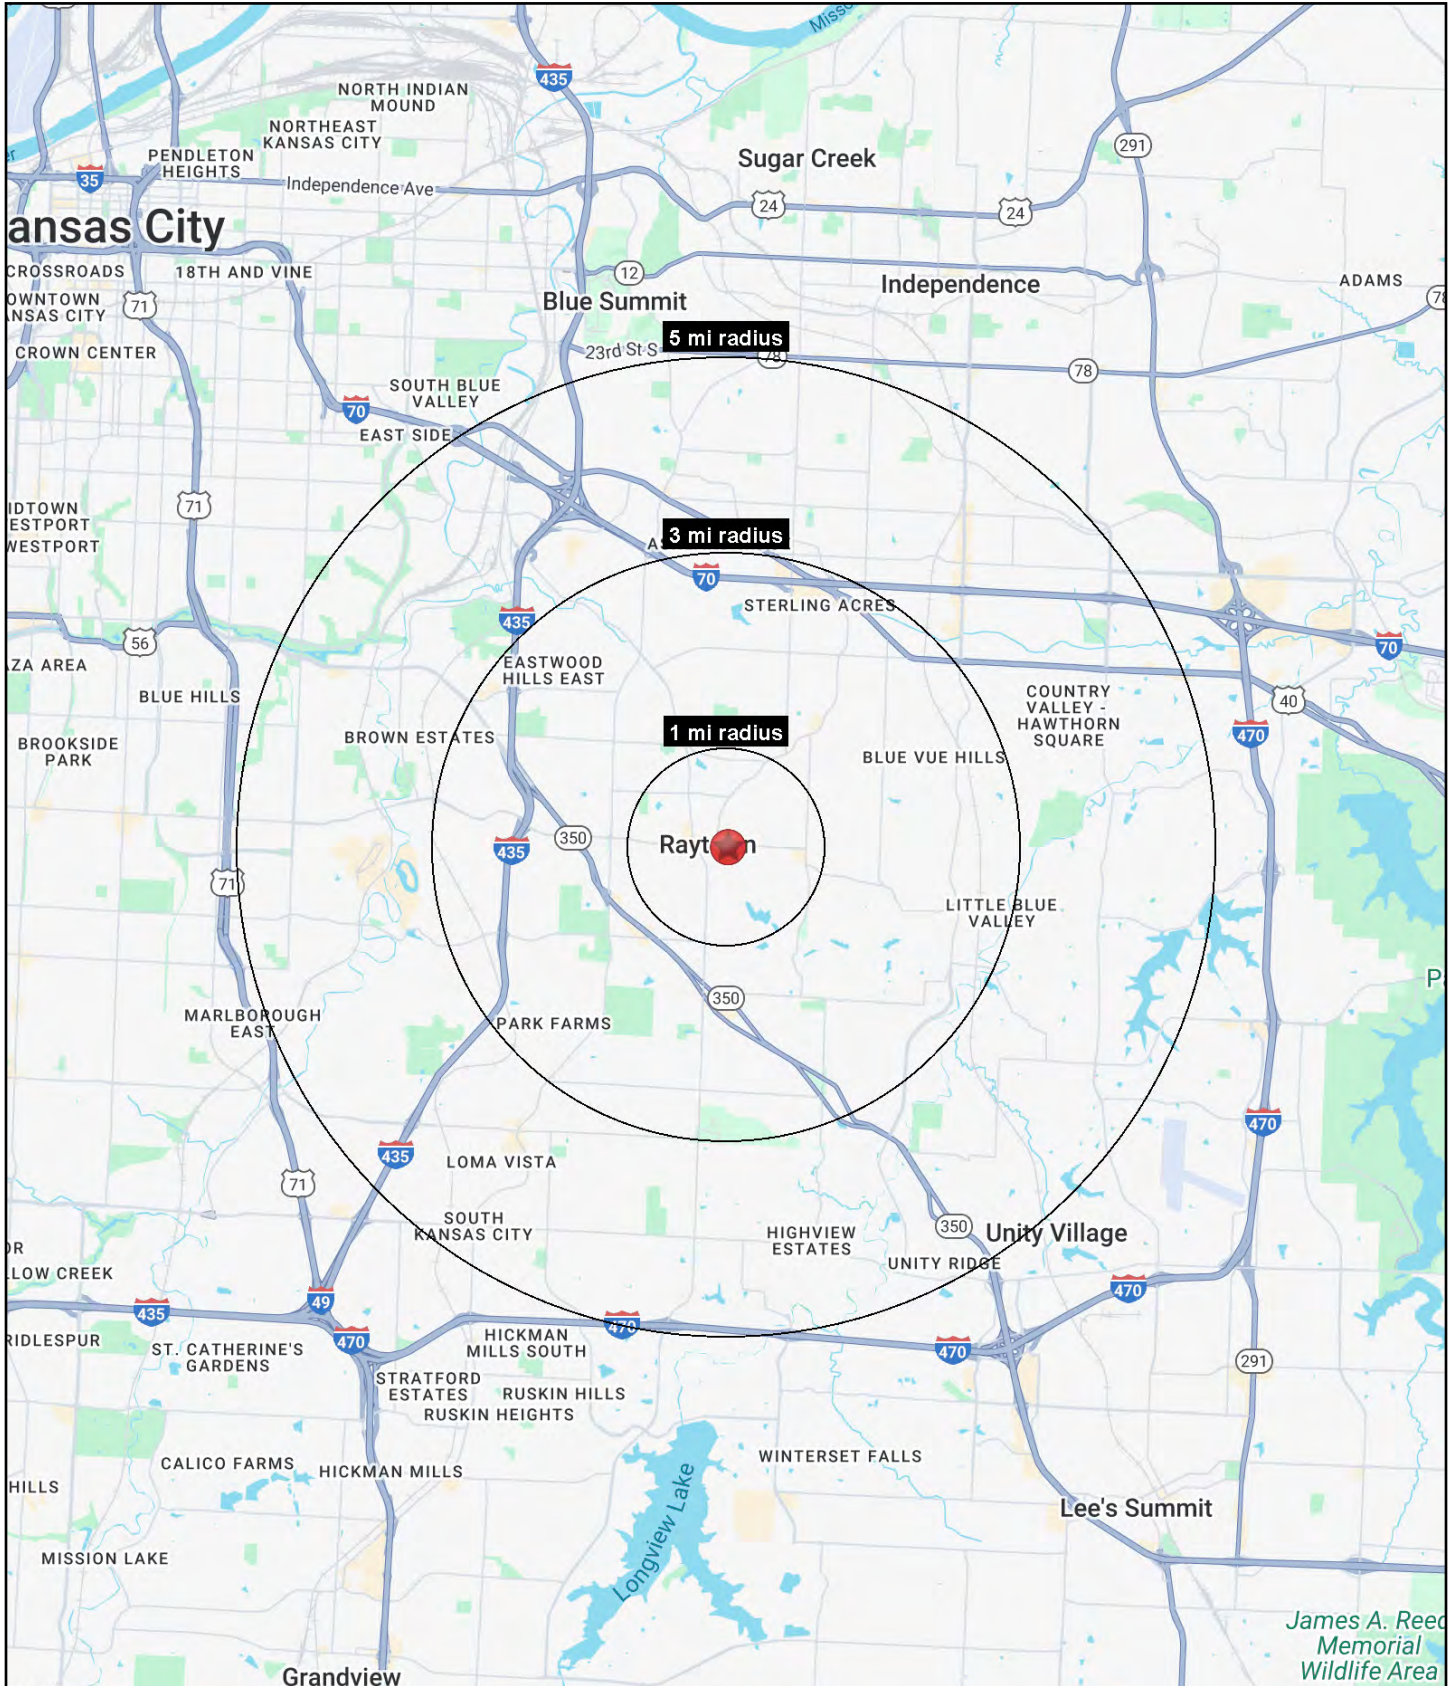 Misso
435
NORTH INDIAN
MOUND
NORTHEAST
KANSAS CITY
PENDLETON
HEIGHTS
291
Sugar Creek
35
Independence Ave
24
24
ansas City
12
CROSSROADS
18TH AND VINE
Independence
ADAMS
OWNTOWN
ANSAS CITY
71
Blue Summit
78
5 mi radius
23rd St S
78
CROWN CENTER
78
SOUTH BLUE
VALLEY
70
EAST SIDE
71
IDTOWN
ESTPORT
WESTPORT
3 mi radius
A
70
STERLING ACRES
435
56
70
AZA AREA
EASTWOOD
HILLS EAST
BLUE HILLS
COUNTRY
VALLEY -
HAWTHORN
SQUARE
40
BROWN ESTATES
1 mi radius
470
BROOKSIDE
PARK
BLUE VUE HILLS
350
Rayt
n
435
71
LITTLE BLUE
VALLEY
P
350
MARLBOROUGH
EAST
PARK FARMS
470
435
LOMA VISTA
71
SOUTH
KANSAS CITY
HIGHVIEW
ESTATES
350
Unity Village
OR
LLOW CREEK
UNITY RIDGE
470
49
435
470
RIDLESPUR
ST. CATHERINE'S
GARDENS
470
HICKMAN
MILLS SOUTH
470
291
STRATFORD
ESTATES
RUSKIN HILLS
RUSKIN HEIGHTS
CALICO FARMS
HICKMAN MILLS
WINTERSET FALLS
HILLS
Longview Lake
Lee's Summit
MISSION LAKE
James A. Reed
Memorial
Wildlife Area
Grandview